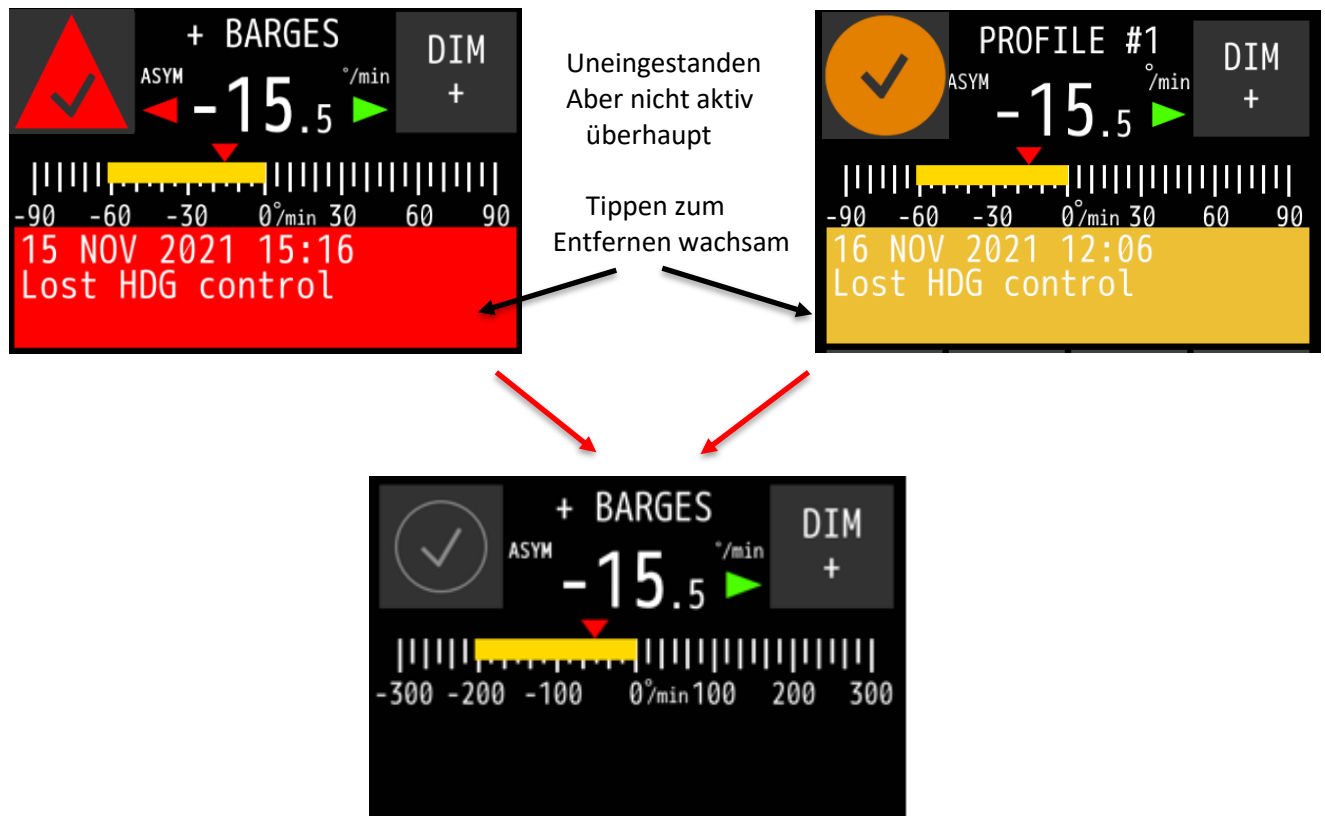 + BARGES
DIM
+
ASYM
-15.5
°/min
-90 -60 -30 0°/min 30 60 90
15 NOV 2021 15:16
Lost HDG control
Uneingestanden
Aber nicht aktiv
überhaupt
Tippen zum
Entfernen wachsam
PROFILE #1
DIM
+
ASYM
-15.5
°/min
-90 -60 -30 0°/min 30 60 90
16 NOV 2021 12:06
Lost HDG control
+ BARGES
DIM
+
ASYM
-15.5
°/min
-300 -200 -100 0°/min 100 200 300